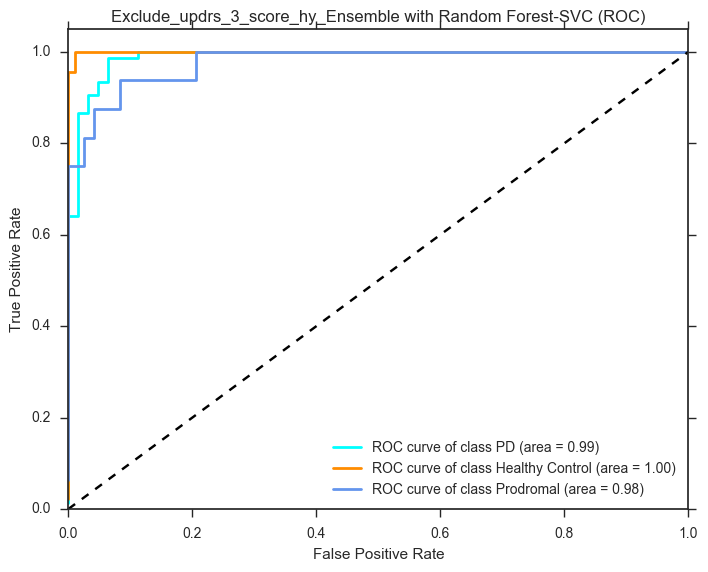 Exclude_updrs_3_score_hy_Ensemble with Random Forest-SVC (ROC)
1.0
0.8
0.6
0.4
0.2
0.0
True Positive Rate
ROC curve of class PD (area = 0.99)
ROC curve of class Healthy Control (area = 1.00)
ROC curve of class Prodromal (area = 0.98)
0.0 0.2 0.4 0.6 0.8 1.0
False Positive Rate